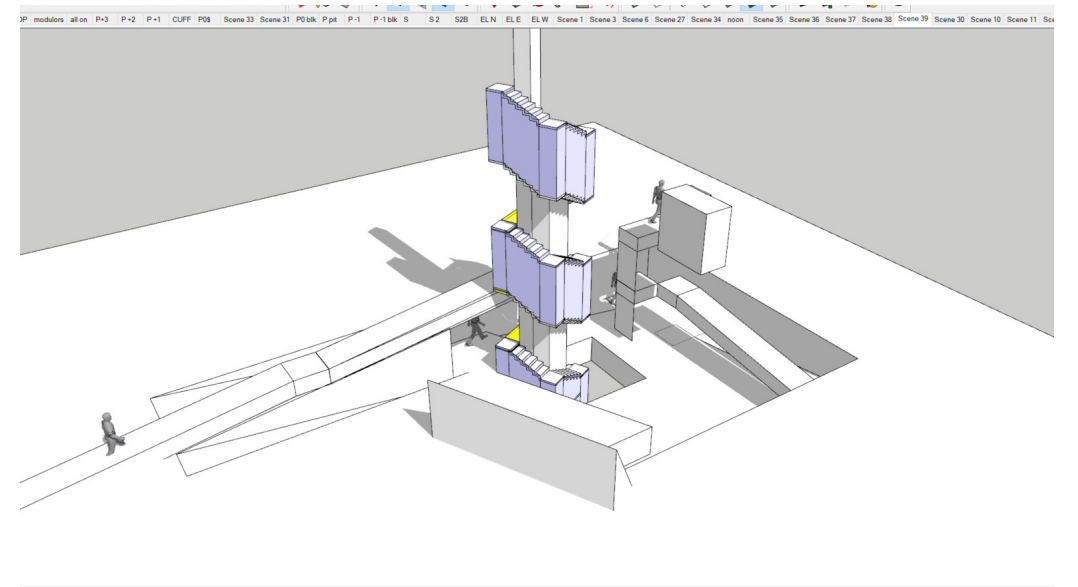 modulors all on P+3 P+2 P+1 CUFF P0$ Scene 33 Scene 31 P0 blk P pit P -1 P -1 blk S S 2 S2B EL N EL E EL W Scene 1 Scene 3 Scene 6 Scene 27 Scene 34 noon Scene 35 Scene 36 Scene 37 Scene 38 Scene 39 Scene 30 Scene 10 Scene 11